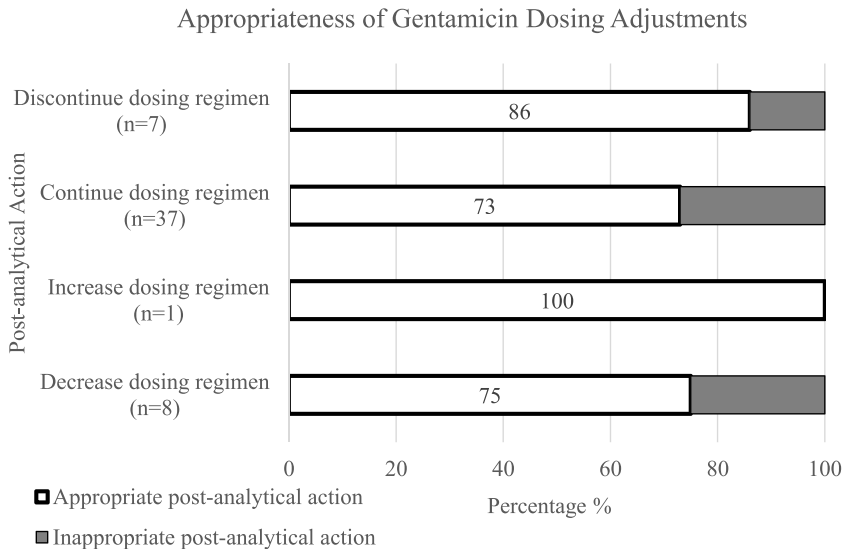 Appropriateness of Gentamicin Dosing Adjustments
Post-analytical Action
Discontinue dosing regimen
(n=7)
86
Continue dosing regimen
(n=37)
73
Increase dosing regimen
(n=1)
100
Decrease dosing regimen
(n=8)
75
0 20 40 60 80 100
Percentage %
Appropriate post-analytical action
Inappropriate post-analytical action